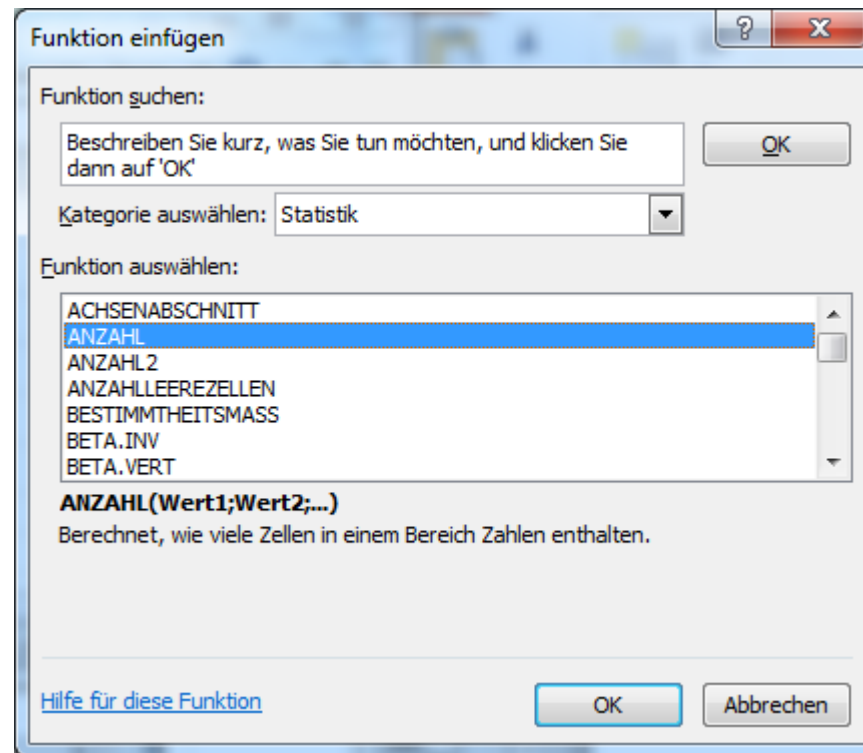 Funktion einfügen
Funktion suchen:
Beschreiben Sie kurz, was Sie tun möchten, und klicken Sie
dann auf 'OK'
OK
Kategorie auswählen: Statistik
Funktion auswählen:
ACHSENABSCHNITT
ANZAHL
ANZAHL2
ANZAHLLEEREZELLEN
BESTIMMTHEITSMASS
BETA.INV
BETA.VERT
ANZAHL(Wert1;Wert2;...)
Berechnet, wie viele Zellen in einem Bereich Zahlen enthalten.
Hilfe für diese Funktion
OK
Abbrechen